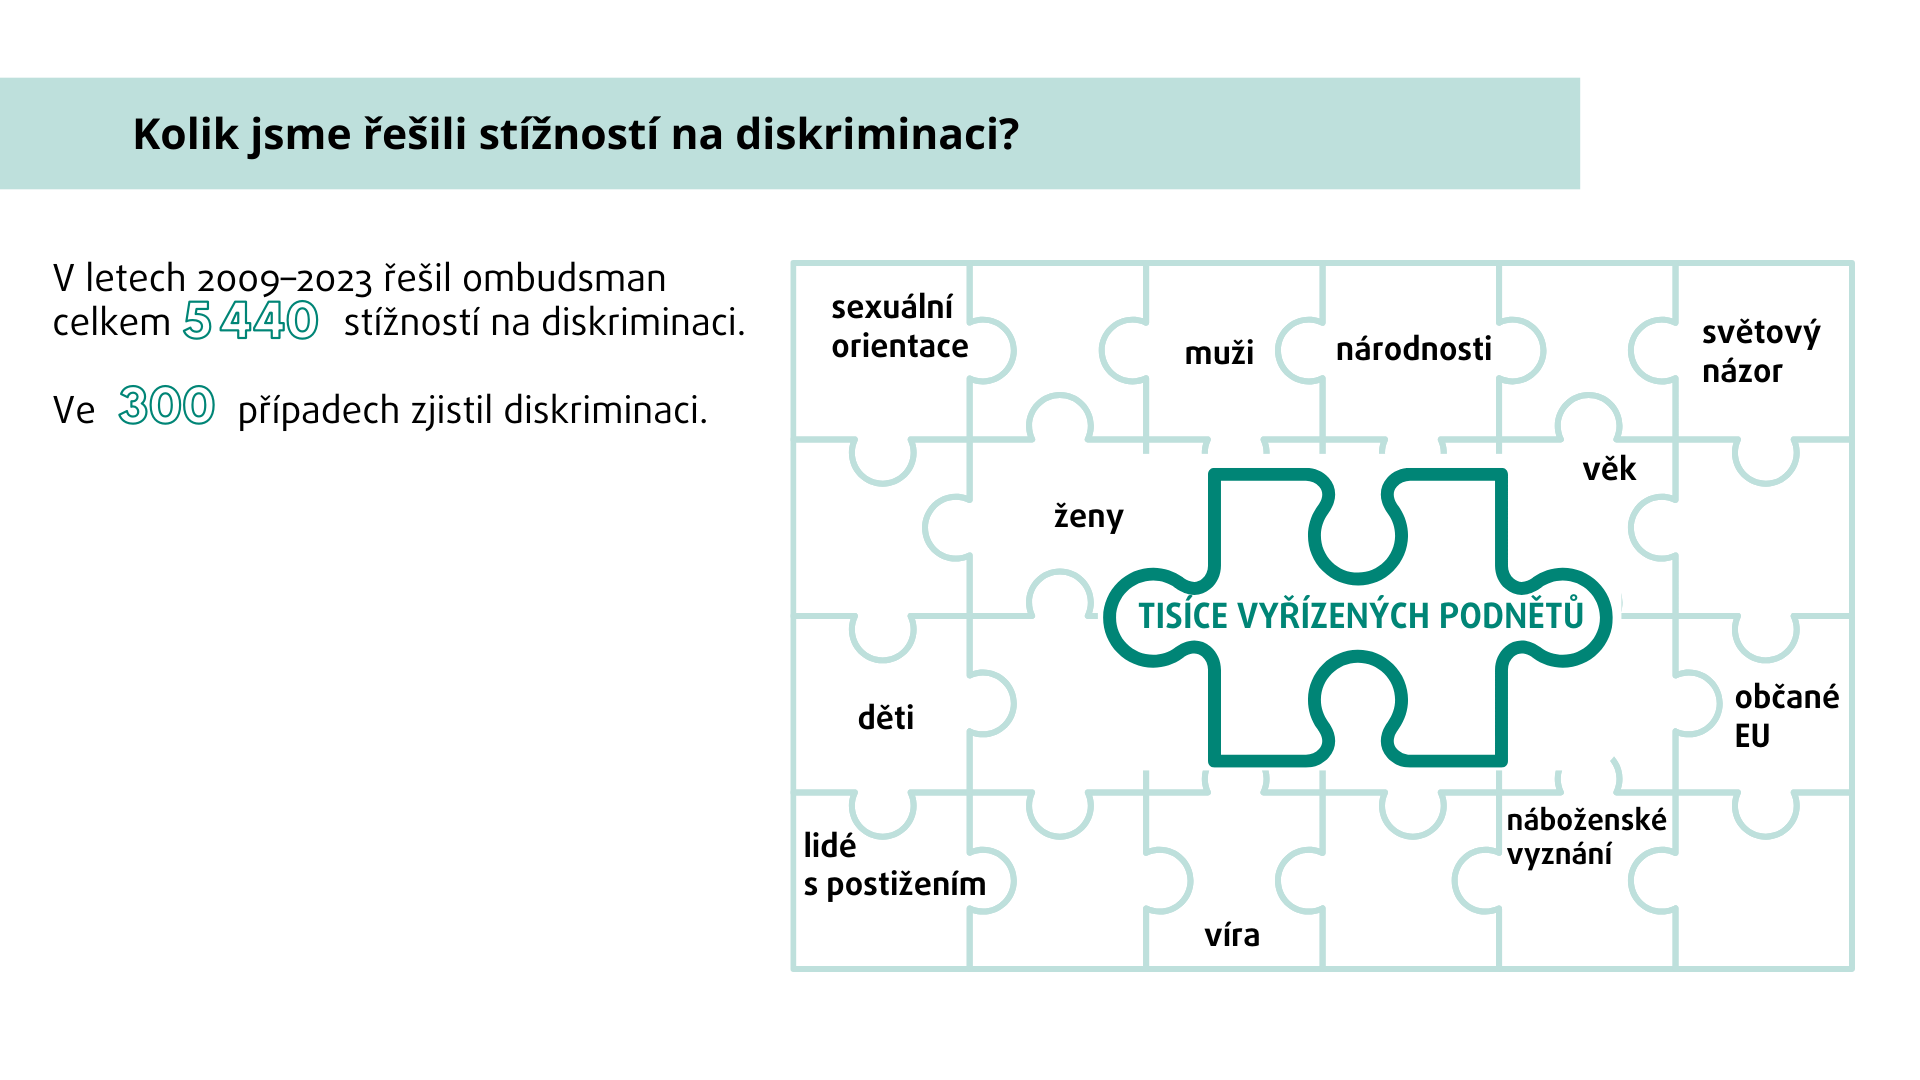 Kolik jsme řešili stížností na diskriminaci?
V letech 2009–2023 řešil ombudsman
celkem 5 440 stížností na diskriminaci.
Ve 300 případech zjistil diskriminaci.
sexuální
orientace
muži
národnosti
světový
názor
věk
ženy
TISÍCE VYŘÍZENÝCH PODNĚTŮ
děti
občané
EU
lidé
s postižením
náboženské
vyznání
víra